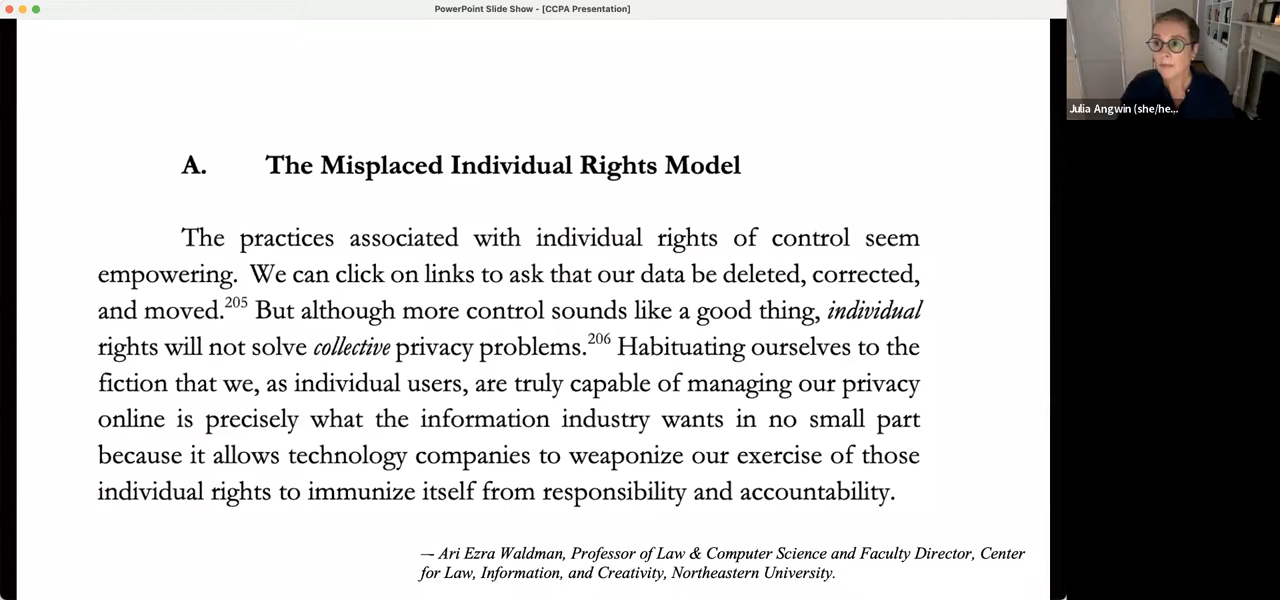 PowerPoint Slide Show - [CCPA Presentation]
A. The Misplaced Individual Rights Model
The practices associated with individual rights of control seem
empowering. We can click on links to ask that our data be deleted, corrected,
and moved.205 But although more control sounds like a good thing, individual
rights will not solve collective privacy problems.206 Habituating ourselves to the
fiction that we, as individual users, are truly capable of managing our privacy
online is precisely what the information industry wants in no small part
because it allows technology companies to weaponize our exercise of those
individual rights to immunize itself from responsibility and accountability.
— Ari Ezra Waldman, Professor of Law & Computer Science and Faculty Director, Center
for Law, Information, and Creativity, Northeastern University.
Julia Angwin (she/he...